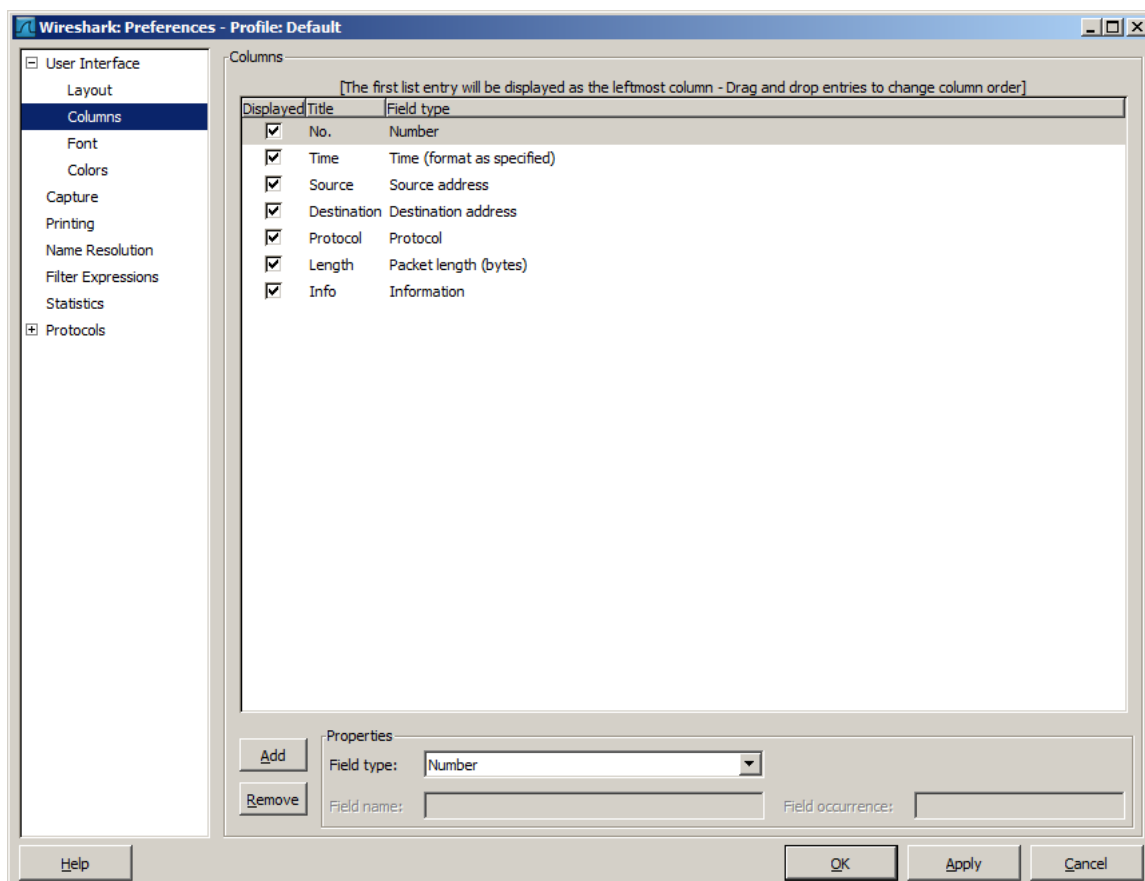 Wireshark: Preferences - Profile: Default
User Interface
Layout
Columns
Font
Colors
Capture
Printing
Name Resolution
Filter Expressions
Statistics
Protocols
Columns
[The first list entry will be displayed as the leftmost column - Drag and drop entries to change column order]
Displayed Title Field type
No. Number
Time Time (format as specified)
Source Source address
Destination Destination address
Protocol Protocol
Length Packet length (bytes)
Info Information
Add
Remove
Properties
Field type: Number
Field name: Field occurrence:
Help OK Apply Cancel